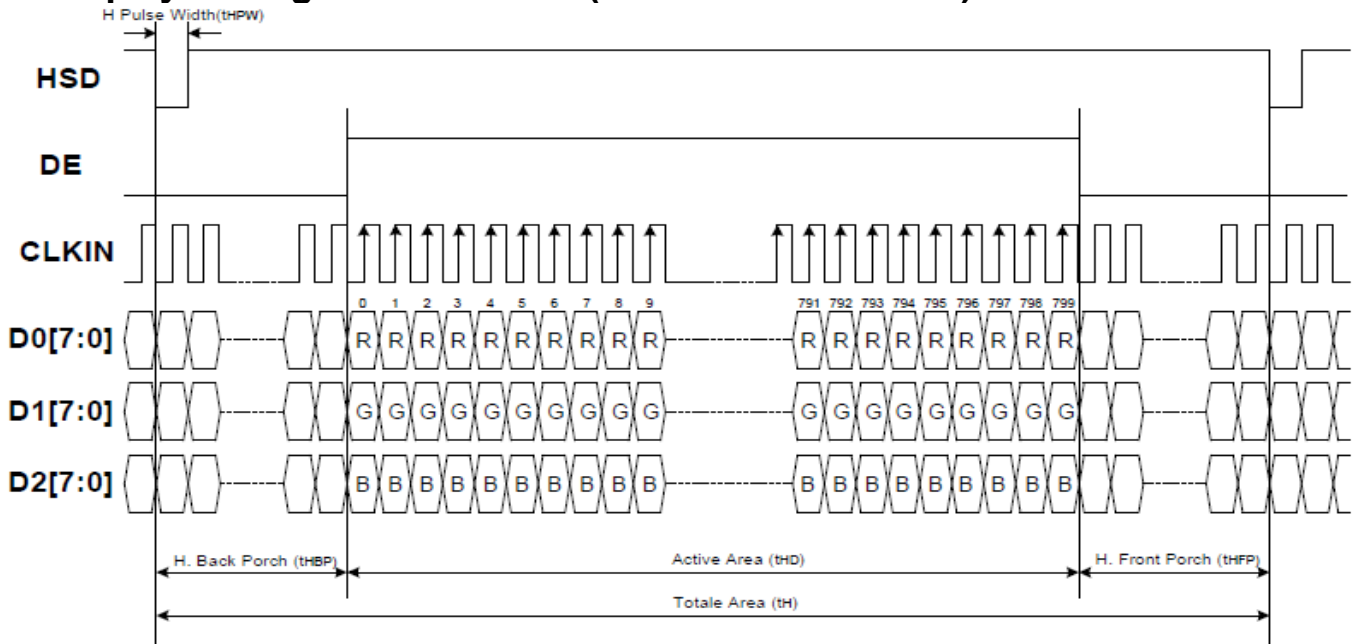 H Pulse Width(tHPW)
HSD
DE
CLKIN
0 1 2 3 4 5 6 7 8 9 791 792 793 794 795 796 797 798 799
D0[7:0] R R R R R R R R R R R R R R R R R R R
D1[7:0] G G G G G G G G G G G G G G G G G G G
D2[7:0] B B B B B B B B B B B B B B B B B B B
H. Back Porch (tHBP) Active Area (tHD) H. Front Porch (tHFP)
Totale Area (tH)